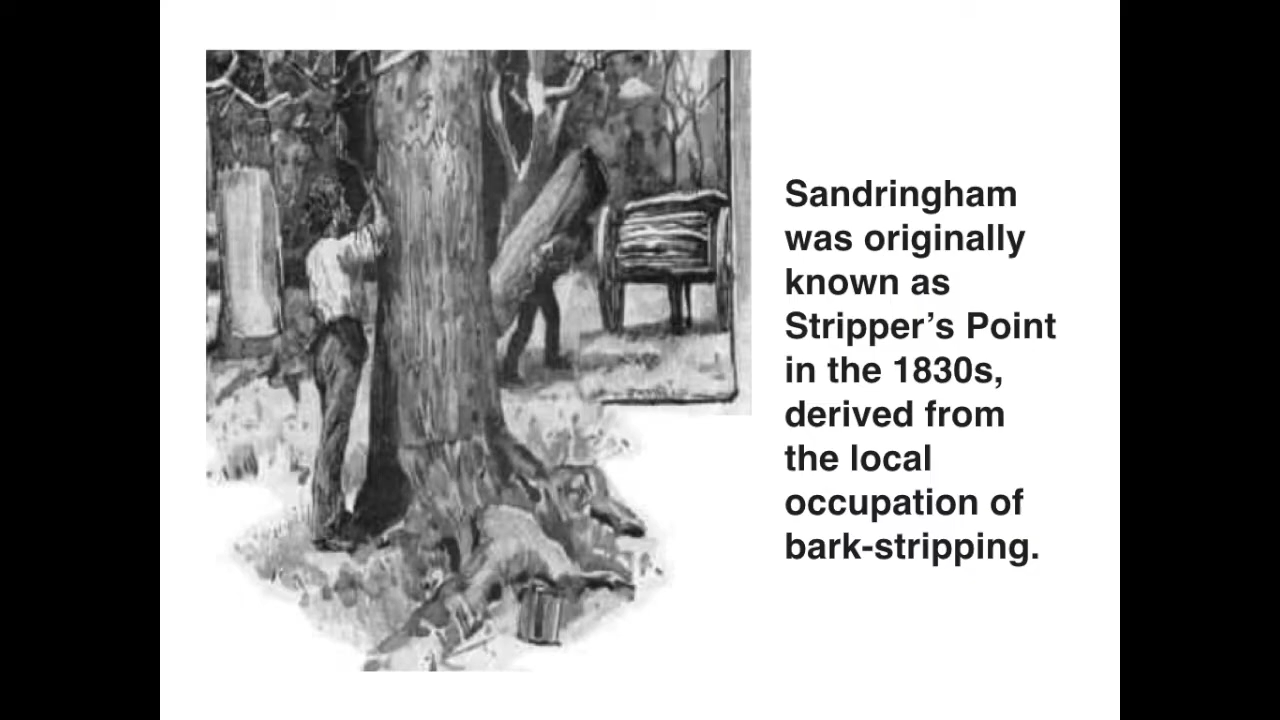 Sandringham
was originally
known as
Stripper’s Point
in the 1830s,
derived from
the local
occupation of
bark-stripping.